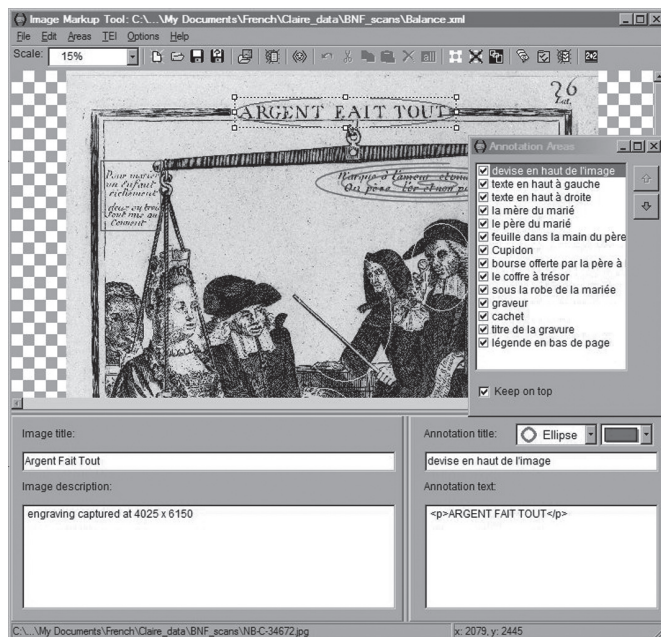 Image Markup Tool: C:\...\My Documents\French\Claire_data\BNF_scans\Balance.xml
File Edit Areas TEI Options Help
Scale: 15%
26
ARGENT FAIT TOUT
Pour marier
un enfant
richement
Annotation Areas
devise en haut de l'image
texte en haut à gauche
texte en haut à droite
la mère du marié
le père du marié
feuille dans la main du père
Cupidon
bourse offerte par la père à
le coffre à trésor
sous la robe de la mariée
graveur
cachet
titre de la gravure
légende en bas de page
Keep on top
Image title:
Argent Fait Tout
Image description:
engraving captured at 4025 x 6150
Annotation title: Ellipse
devise en haut de l'image
Annotation text:
<p>ARGENT FAIT TOUT</p>
C:\...\My Documents\French\Claire_data\BNF_scans\NB-C-34672.jpg
x: 2079, y: 2445